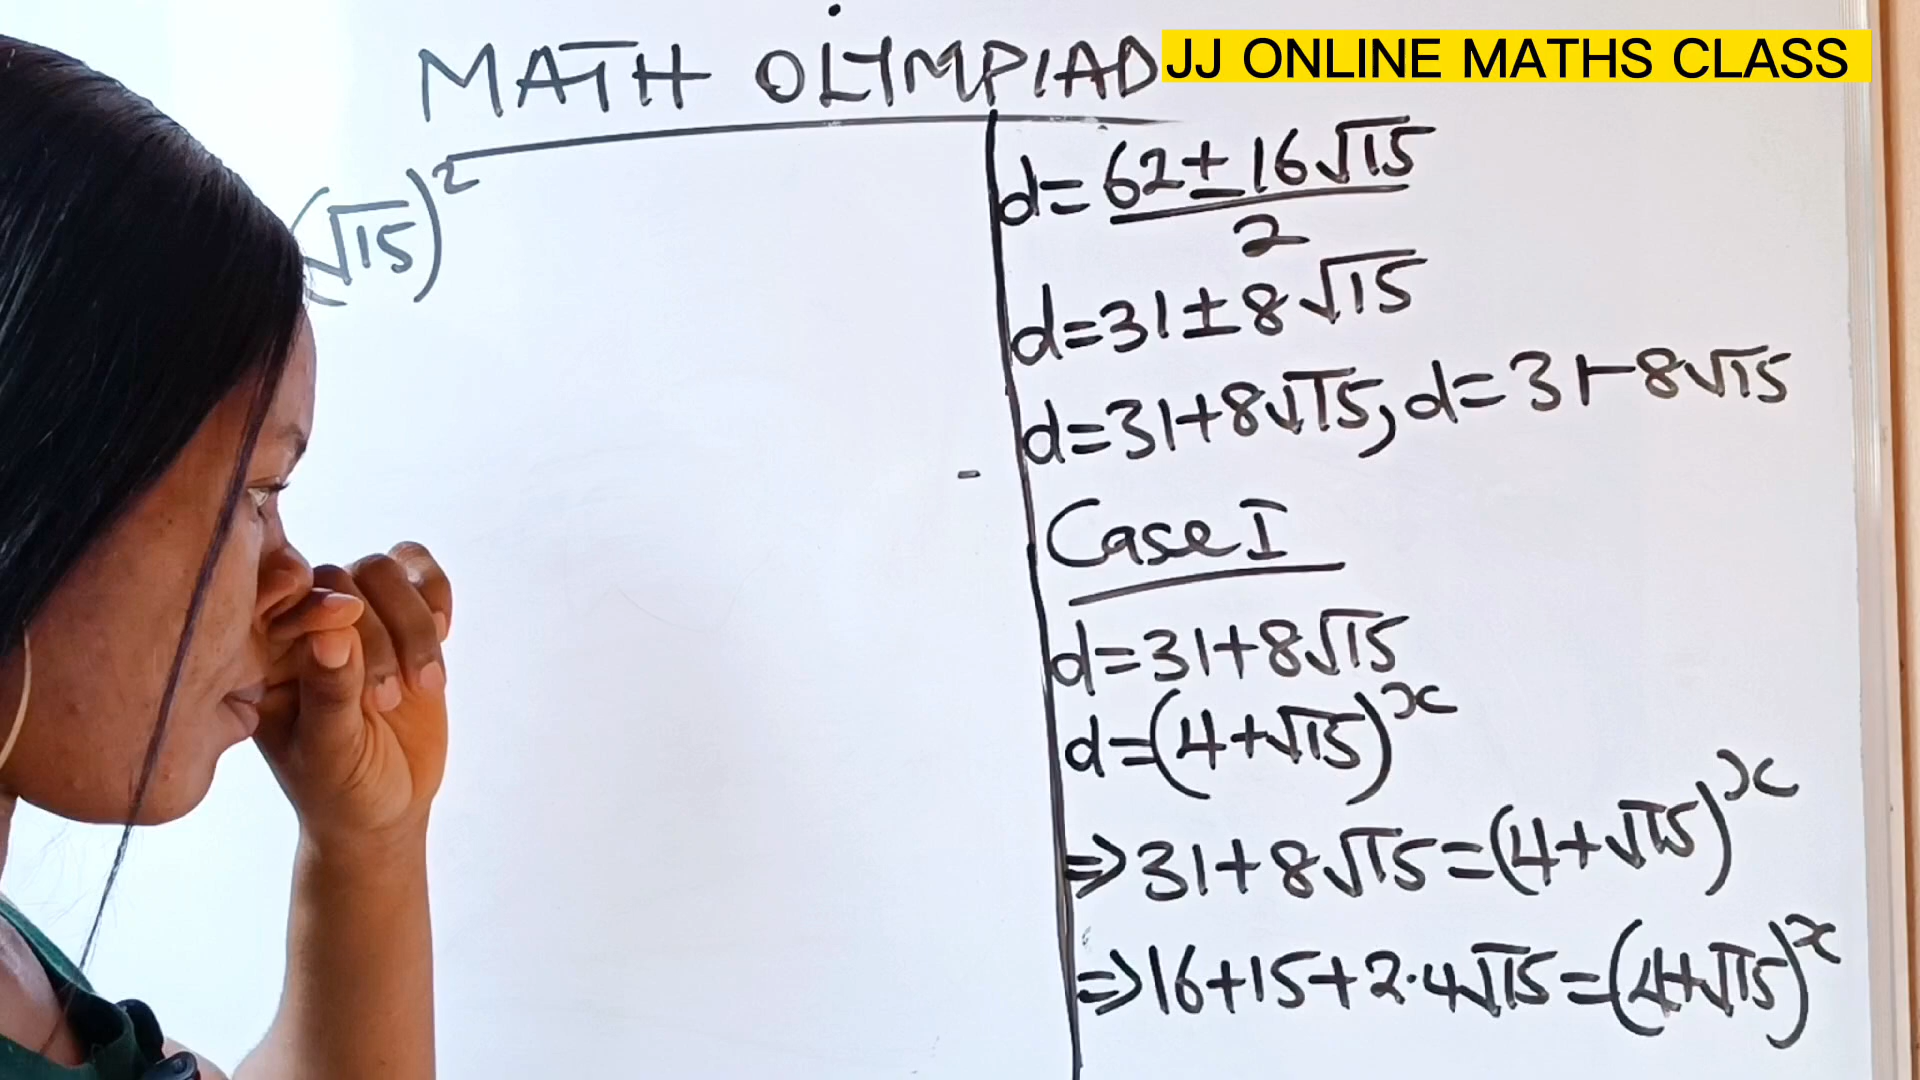 MATH OLYMPIAD
JJ ONLINE MATHS CLASS
(√15)²
d = (62 ± 16√15)/2
d = 31 ± 8√15
d = 31 + 8√15, d = 31 - 8√15
Case I
d = 31 + 8√15
d = (4 + √15)^x
⇒ 31 + 8√15 = (4 + √15)^x
⇒ 16 + 15 + 2·4√15 = (4 + √15)^x